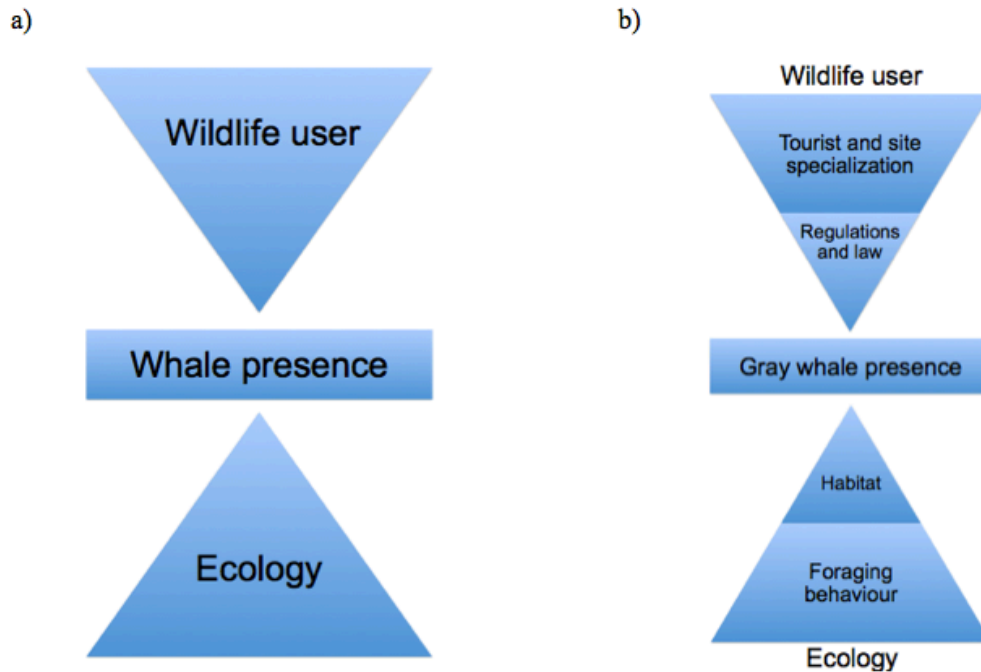 a)
Wildlife user
Whale presence
Ecology
b)
Wildlife user
Tourist and site
specialization
Regulations
and law
Gray whale presence
Habitat
Foraging
behaviour
Ecology